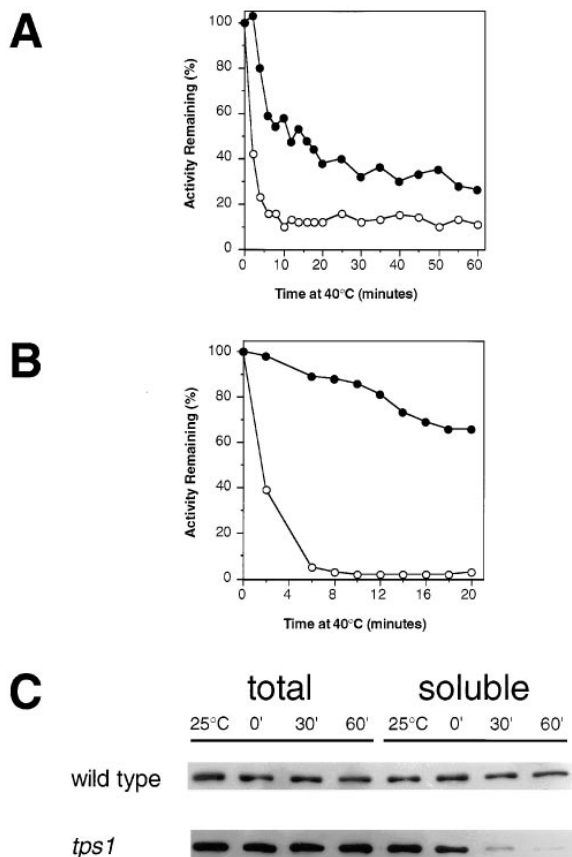 A
Activity Remaining (%)
100
80
60
40
20
0
0 10 20 30 40 50 60
Time at 40°C (minutes)
B
Activity Remaining (%)
100
80
60
40
20
0
0 4 8 12 16 20
Time at 40°C (minutes)
C
total soluble
25°C 0' 30' 60' 25°C 0' 30' 60'
wild type
tps1